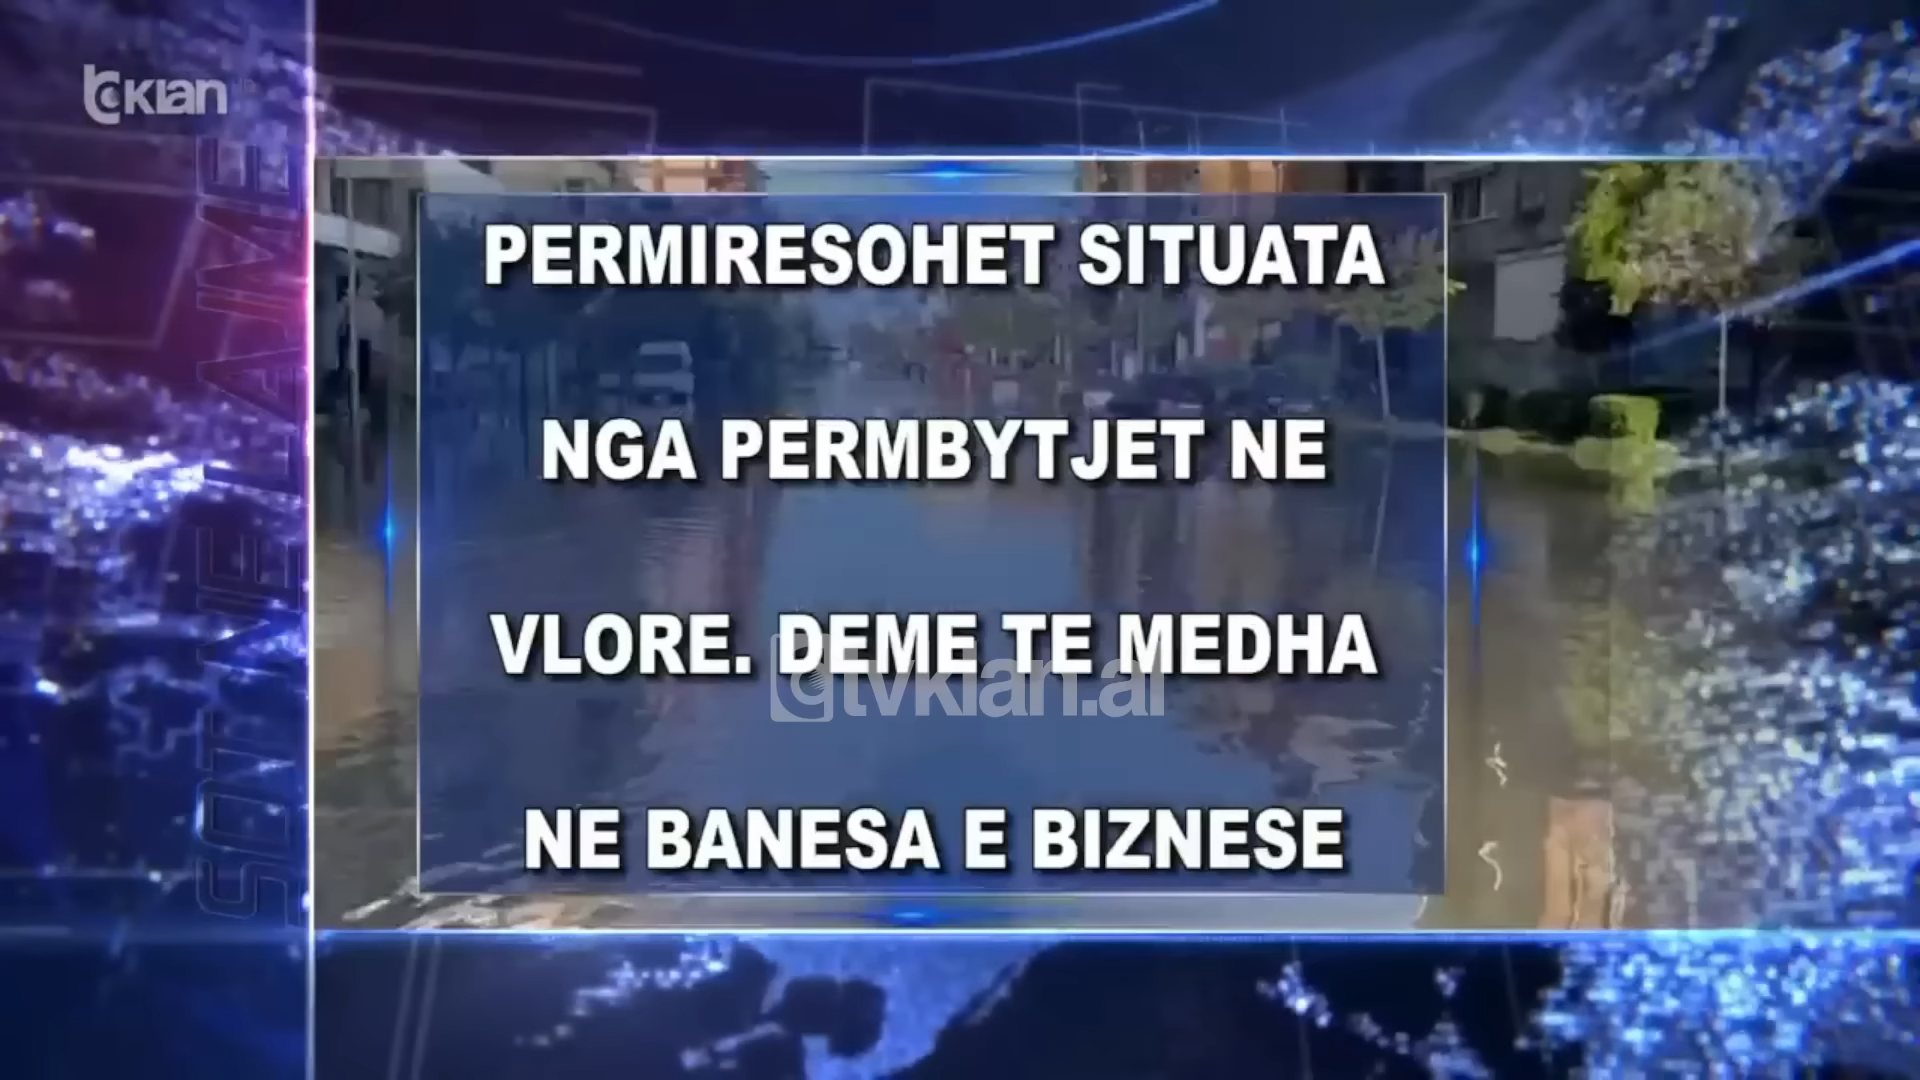 tvklan
SOT NE LAJME
PERMIRESOHET SITUATA
NGA PERMBYTJET NE
VLORE. DEME TE MEDHA
tvklan.al
NE BANESA E BIZNESE